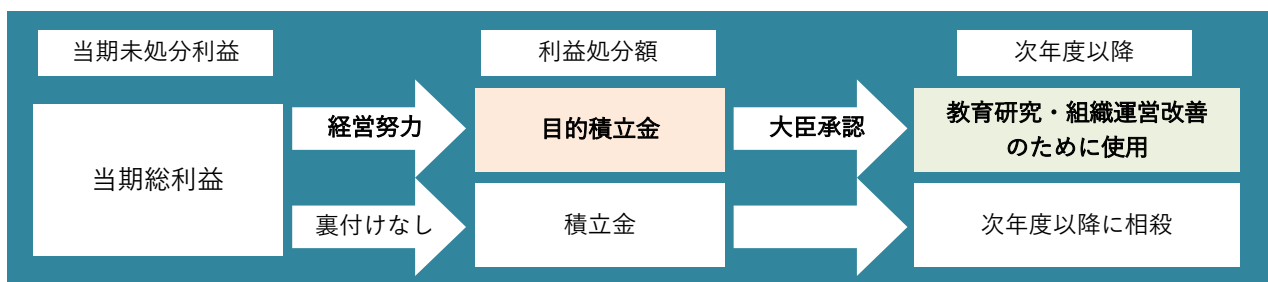 当期未処分利益
利益処分額
次年度以降
当期総利益
経営努力
目的積立金
大臣承認
教育研究・組織運営改善
のために使用
裏付けなし
積立金
次年度以降に相殺